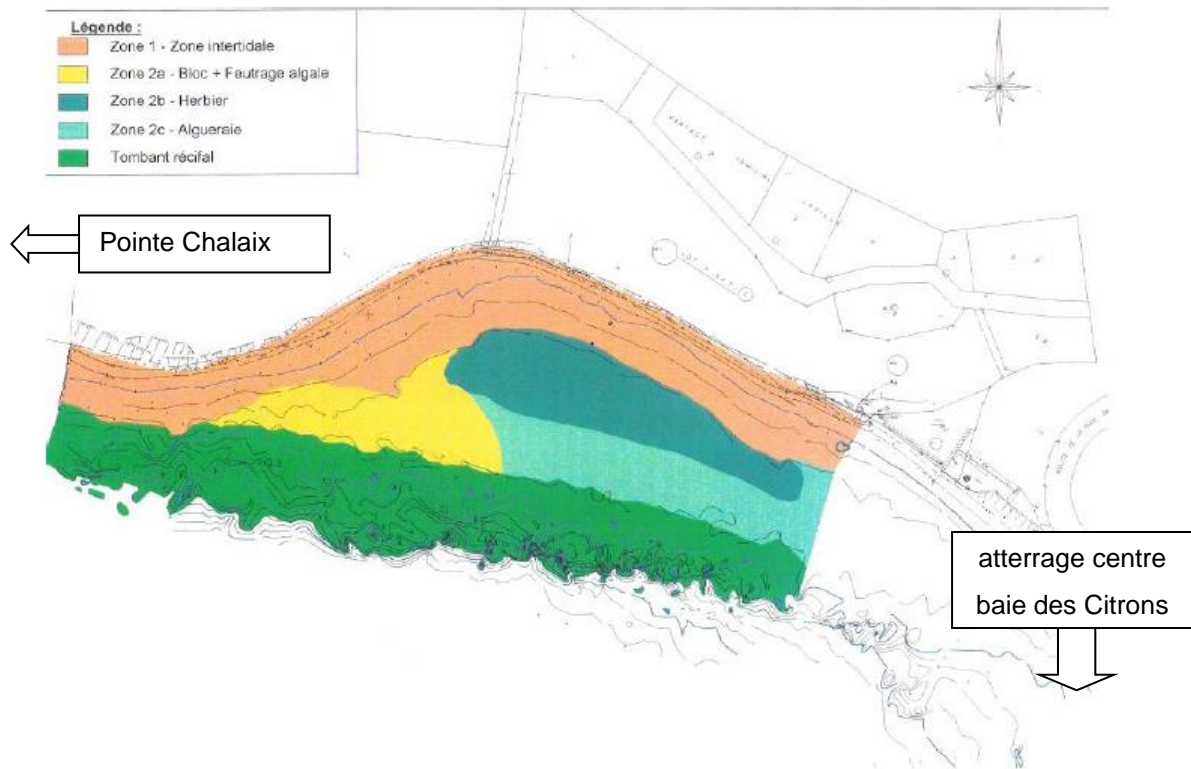 Légende :
Zone 1 - Zone intertidale
Zone 2a - Bloc + Feutrage algale
Zone 2b - Herbier
Zone 2c - Algueraie
Tombant récifal
Pointe Chalaix
atterrage centre
baie des Citrons